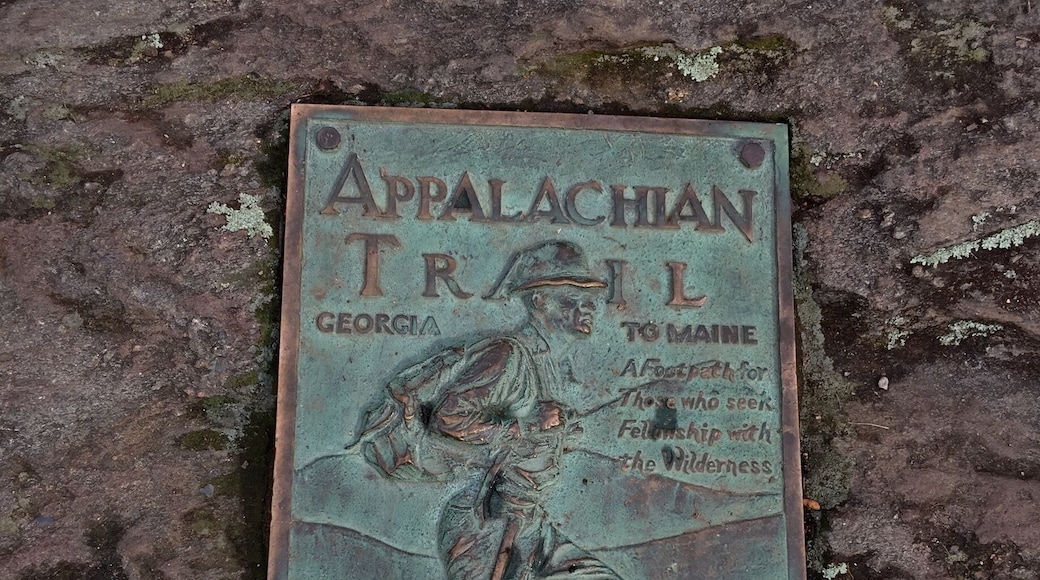 APPALACHIAN
TRAIL
GEORGIA TO MAINE
A Footpath for
Those who seek
Fellowship with
the Wilderness